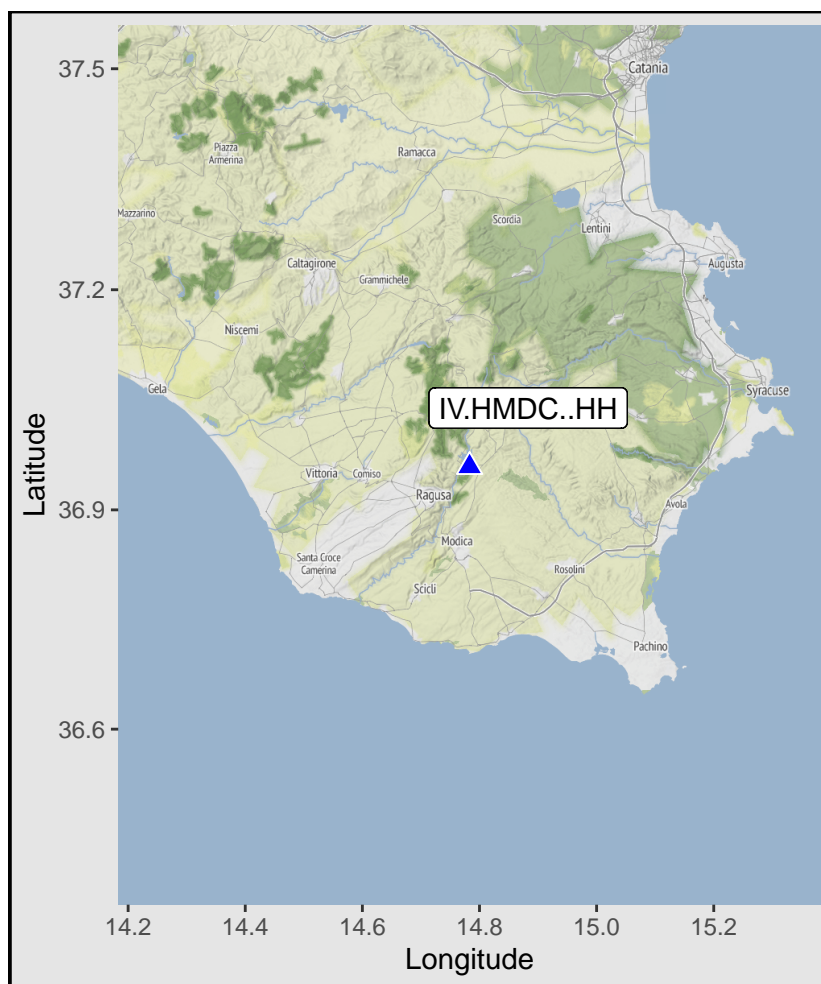 37.5
37.2
36.9
36.6
Latitude
14.2
14.4
14.6
14.8
15.0
15.2
Longitude
Catania
Piazza
Armerina
Ramacca
Mazzarino
Scordia
Lentini
Augusta
Caltagirone
Grammichele
Niscemi
Gela
Syracuse
IV.HMDC..HH
Vittoria
Comiso
Ragusa
Avola
Modica
Santa Croce
Camerina
Rosolini
Scicli
Pachino